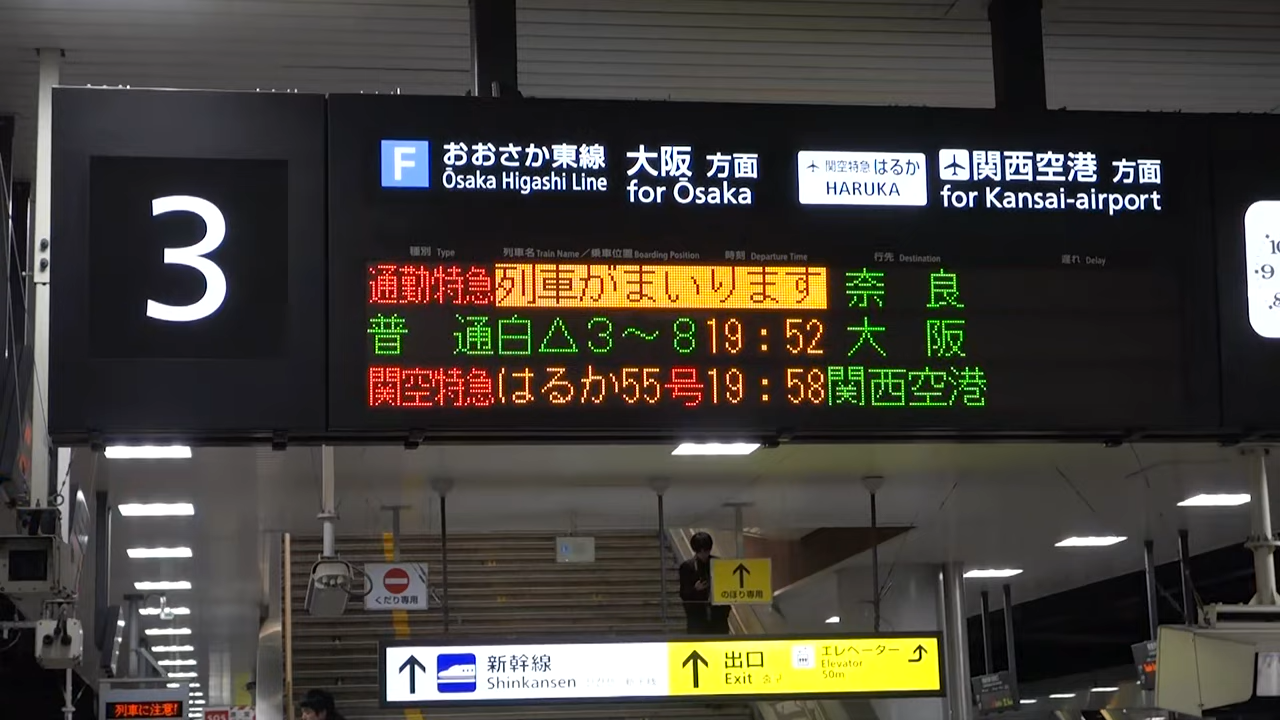 3
F おおさか東線 大阪 方面 関空特急 はるか 関西空港 方面
Ōsaka Higashi Line for Ōsaka HARUKA for Kansai-airport
種別 Type 列車名 Train Name／乗車位置 Boarding Position 時刻 Departure Time 行先 Destination 遅れ Delay
通勤特急 列車がまいります 奈良
普通 白△3～8 19:52 大阪
関空特急 はるか55号 19:58 関西空港
くだり専用
のぼり専用
新幹線
Shinkansen
出口
Exit
エレベーター
Elevator
50m
列車に注意!
SOS
10
9
8